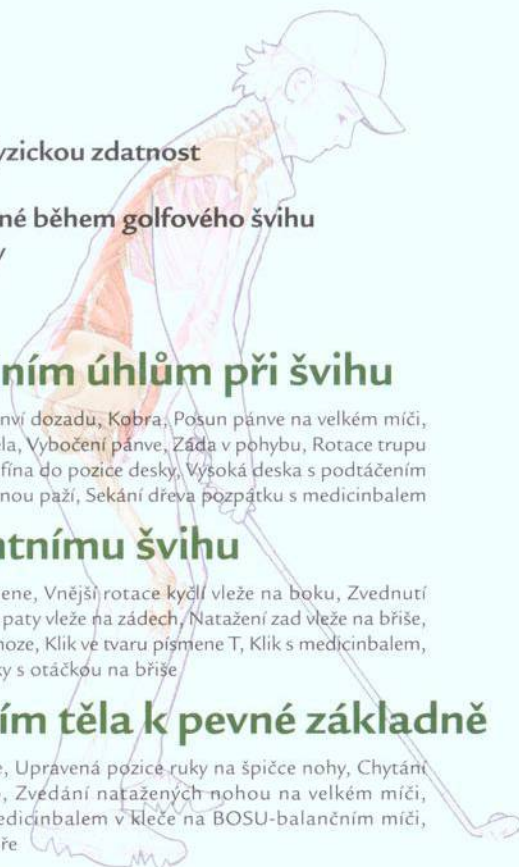 yzickou zdatnost
né během golfového švihu
y
ním úhlům při švihu
nví dozadu, Kobra, Posun pánve na velkém míči,
ěla, Vybočení pánve, Záda v pohybu, Rotace trupu
fína do pozice desky, Vysoká deska s podtáčením
nou paží, Sekání dřeva pozpátku s medicinbalem
ntnímu švihu
ene, Vnější rotace kyčlí vleže na boku, Zvednutí
paty vleže na zádech, Natažení zad vleže na břiše,
noze, Klik ve tvaru písmene T, Klik s medicinbalem,
ky s otáčkou na břiše
ím těla k pevné základně
e, Upravená pozice ruky na špičce nohy, Chytání
, Zvedání natažených nohou na velkém míči,
edicinbalem v kleče na BOSU-balančním míči,
ře